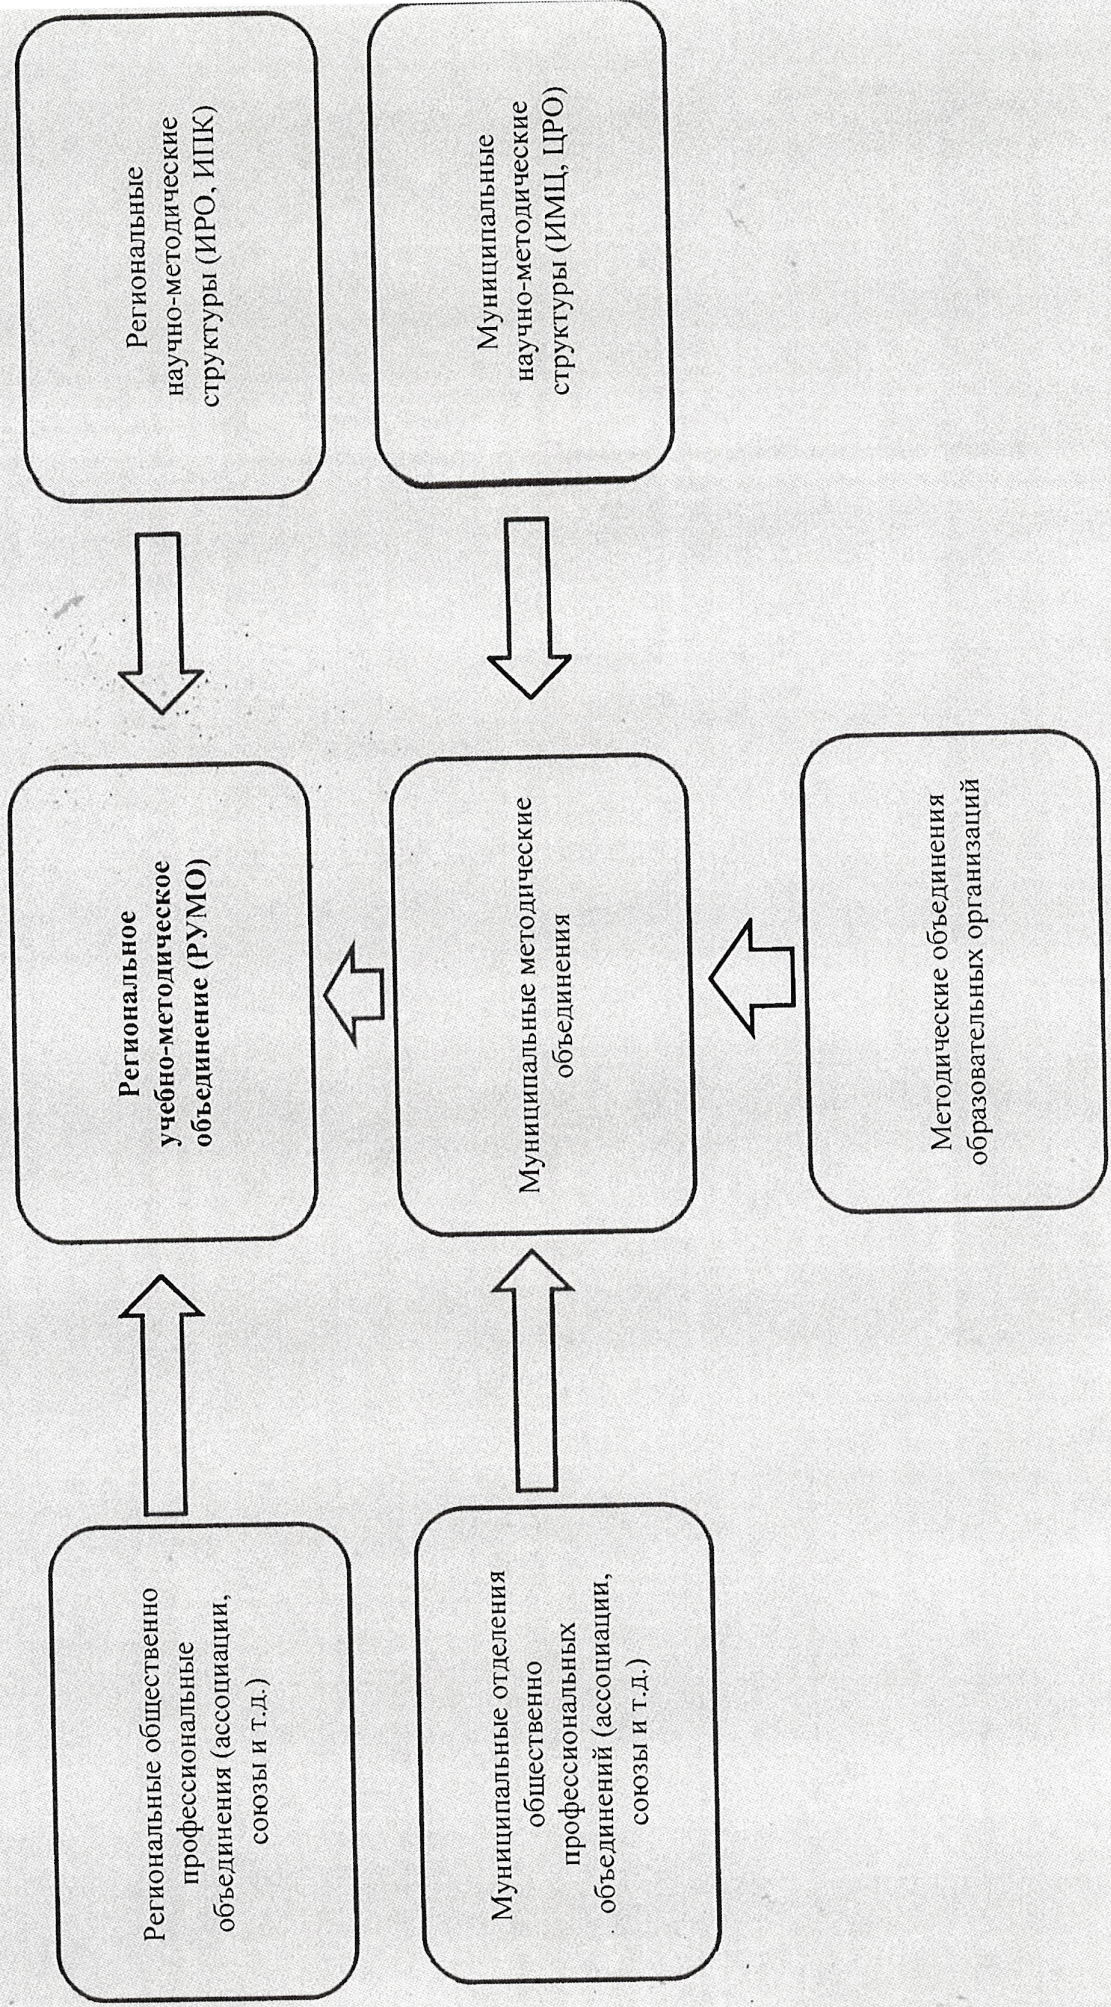 Региональные общественно
профессиональные
объединения (ассоциации,
союзы и т.д.)
Региональное
учебно-методическое
объединение (РУМО)
Региональные
научно-методические
структуры (ИРО, ИПК)
Муниципальные отделения
общественно
профессиональных
объединений (ассоциации,
союзы и т.д.)
Муниципальные методические
объединения
Муниципальные
научно-методические
структуры (ИМЦ, ЦРО)
Методические объединения
образовательных организаций